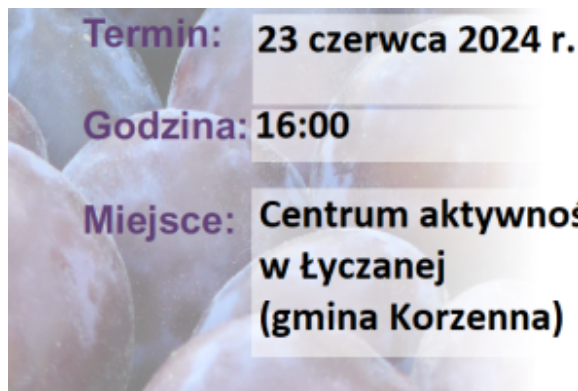 Termin: 23 czerwca 2024 r.
Godzina: 16:00
Miejsce: Centrum aktywnoś
w Łyczanej
(gmina Korzenna)